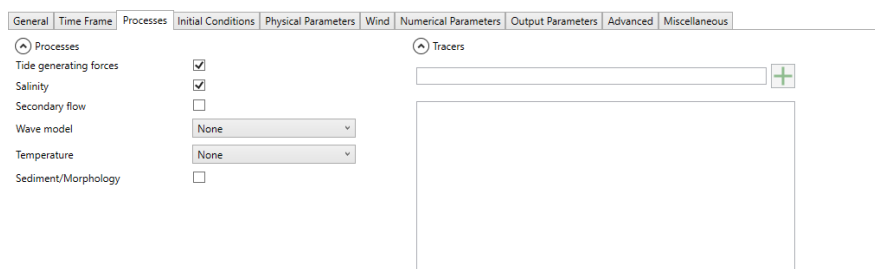 General Time Frame Processes Initial Conditions Physical Parameters Wind Numerical Parameters Output Parameters Advanced Miscellaneous
Processes
Tracers
Tide generating forces
Salinity
Secondary flow
Wave model None
Temperature None
Sediment/Morphology